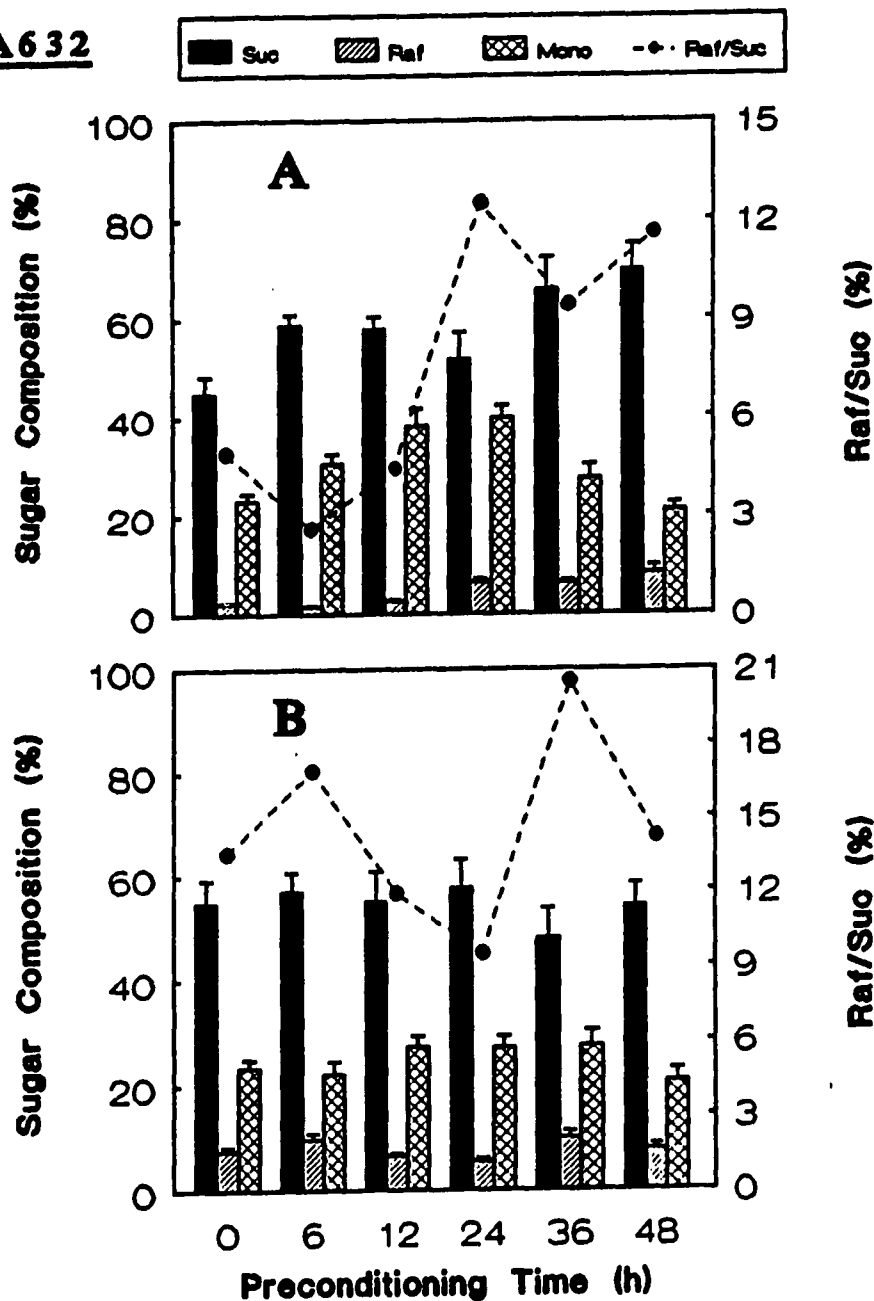 A632
Suc Raf Mono Raf/Suc
A
Sugar Composition (%)
100
80
60
40
20
0
15
12
9
6
3
0
Raf/Suc (%)
B
Sugar Composition (%)
100
80
60
40
20
0
21
18
15
12
9
6
3
0
Raf/Suc (%)
0 6 12 24 36 48
Preconditioning Time (h)